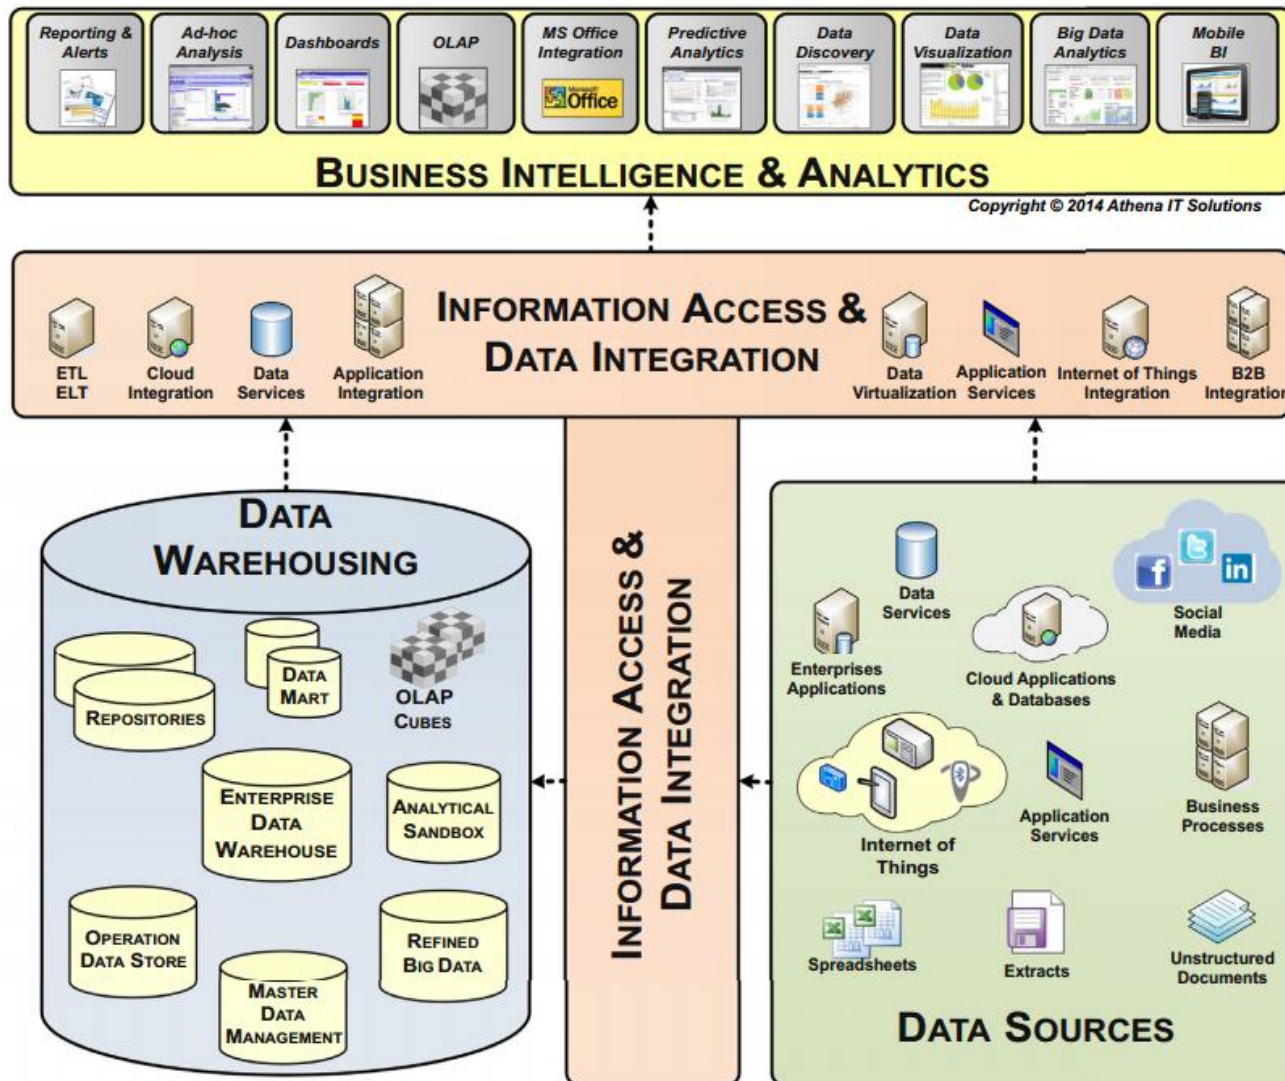 Reporting &
Alerts
Ad-hoc
Analysis
Dashboards
OLAP
MS Office
Integration
Microsoft
Office
Predictive
Analytics
Data
Discovery
Data
Visualization
Big Data
Analytics
Mobile
BI
BUSINESS INTELLIGENCE & ANALYTICS
Copyright © 2014 Athena IT Solutions
INFORMATION ACCESS &
DATA INTEGRATION
ETL
ELT
Cloud
Integration
Data
Services
Application
Integration
Data
Virtualization
Application
Services
Internet of Things
Integration
B2B
Integration
DATA
WAREHOUSING
REPOSITORIES
DATA
MART
OLAP
CUBES
ENTERPRISE
DATA
WAREHOUSE
ANALYTICAL
SANDBOX
OPERATION
DATA STORE
REFINED
BIG DATA
MASTER
DATA
MANAGEMENT
INFORMATION ACCESS &
DATA INTEGRATION
Data
Services
f
t
in
Social
Media
Enterprises
Applications
Cloud Applications
& Databases
Internet of
Things
Application
Services
Business
Processes
Spreadsheets
Extracts
Unstructured
Documents
DATA SOURCES